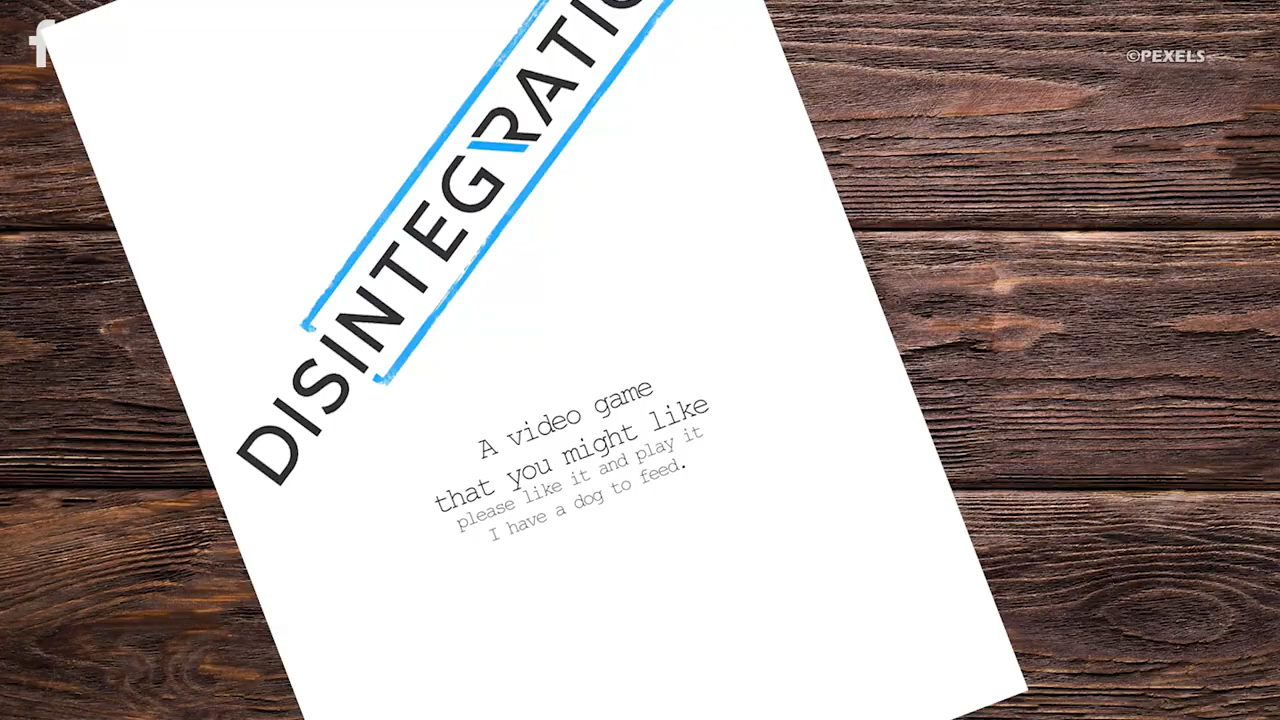 ©PEXELS
DISINTEGRATIO
A video game
that you might like
please like it and play it
I have a dog to feed.
f